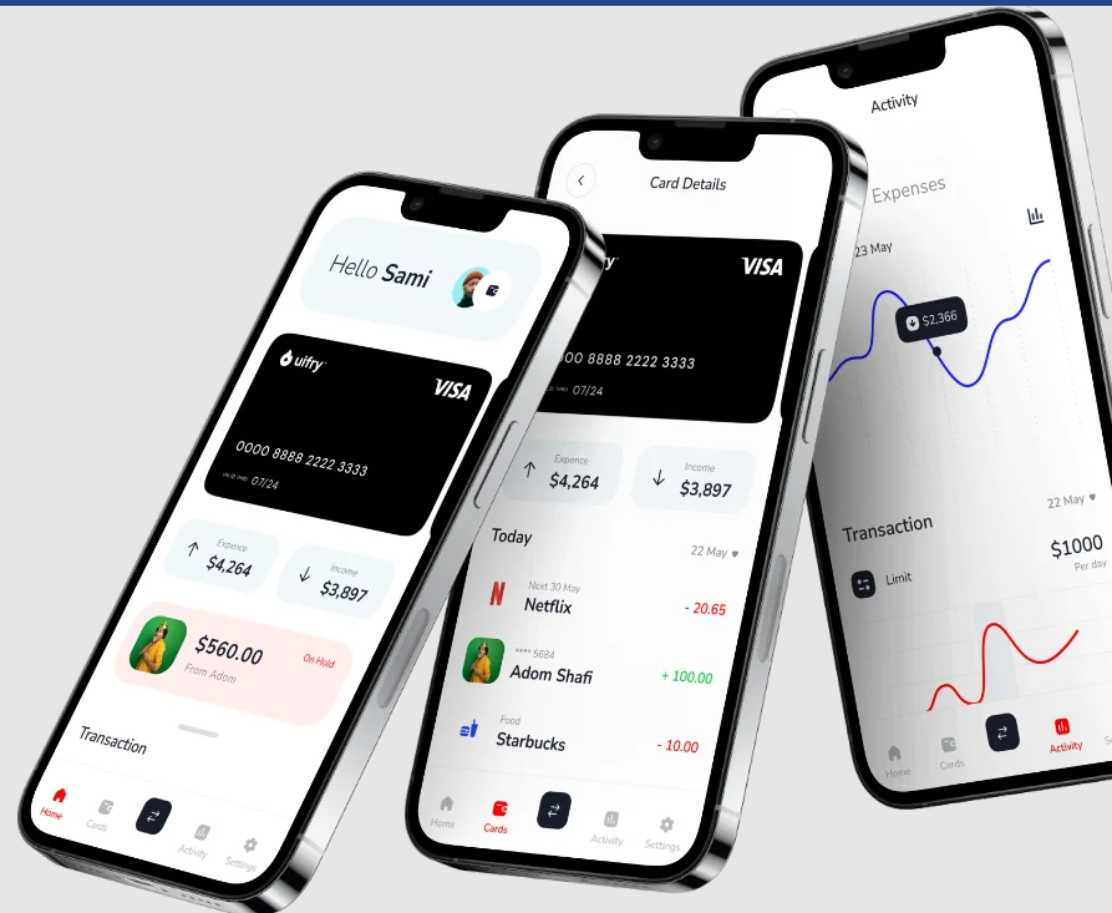 Hello Sami
uifry™
VISA
0000 8888 2222 3333
VALID THRU 07/24
Expence
$4,264
Income
$3,897
$560.00
From Adom
On Hold
Transaction
Home
Cards
Activity
Settings
Card Details
y™
VISA
00 8888 2222 3333
07/24
Expence
$4,264
Income
$3,897
Today
22 May
Next 30 May
Netflix
- 20.65
**** 5684
Adom Shafi
+ 100.00
Food
Starbucks
- 10.00
Home
Cards
Activity
Settings
Activity
Expenses
23 May
$2,366
Transaction
22 May
Limit
$1000
Per day
Home
Cards
Activity